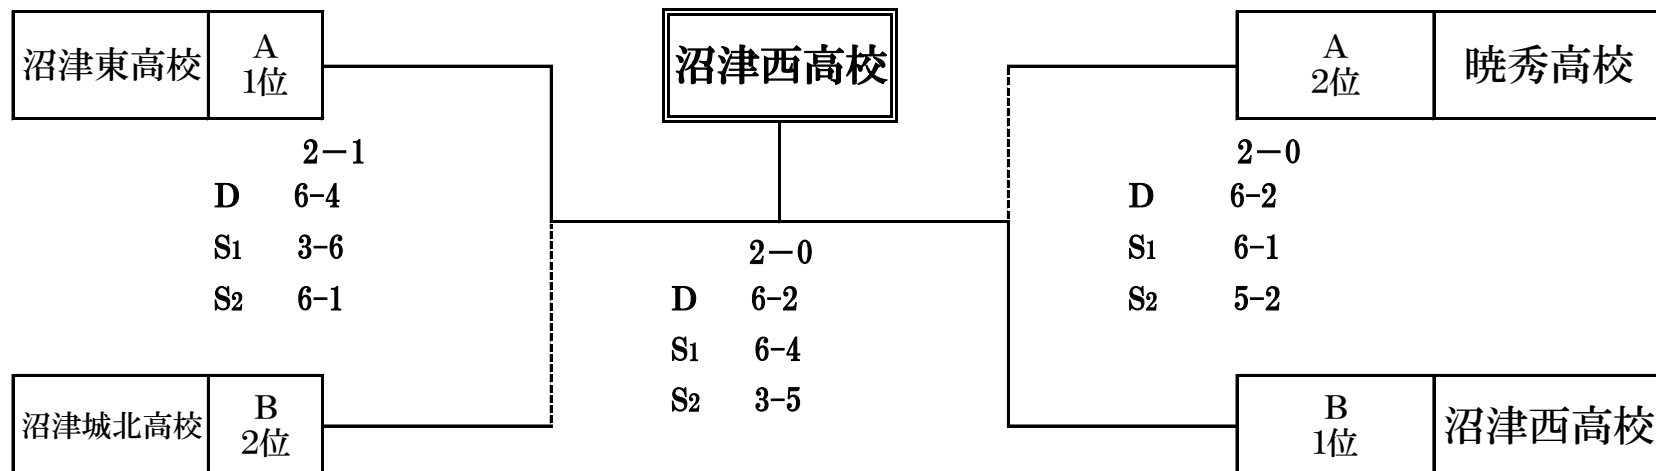 沼津東高校
A
1位
2－1
D 6-4
S1 3-6
S2 6-1
沼津城北高校
B
2位
沼津西高校
2－0
D 6-2
S1 6-4
S2 3-5
A
2位
暁秀高校
2－0
D 6-2
S1 6-1
S2 5-2
B
1位
沼津西高校